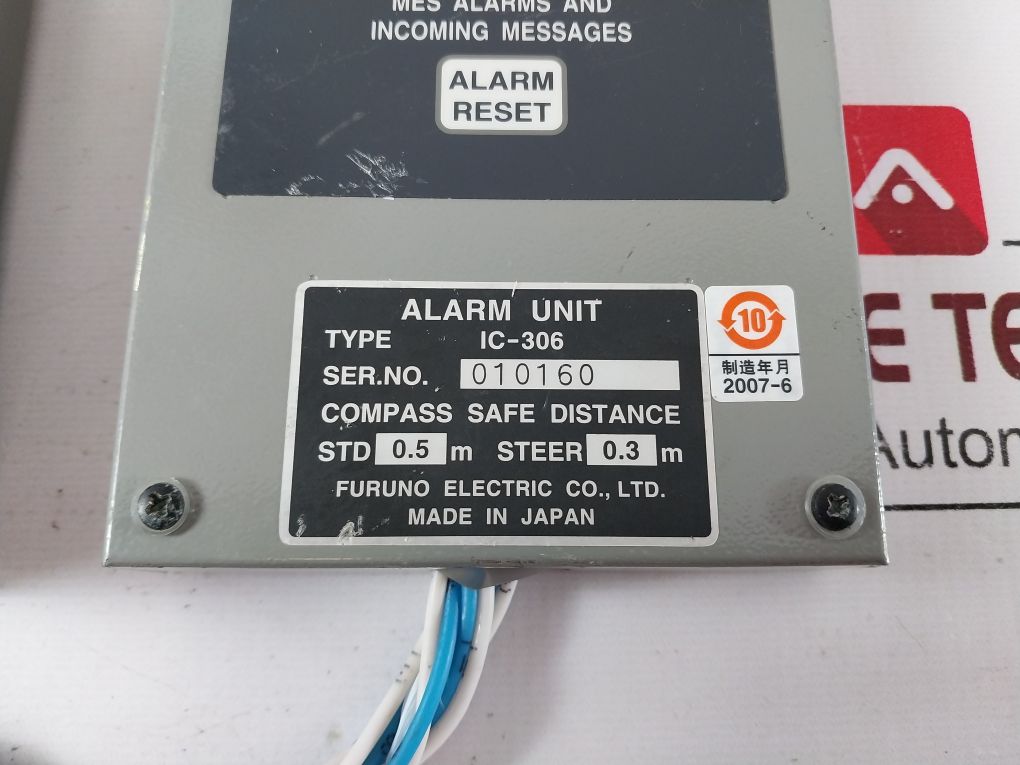 MES ALARMS AND
INCOMING MESSAGES
ALARM
RESET
ALARM UNIT
TYPE IC-306
SER.NO. 010160
COMPASS SAFE DISTANCE
STD 0.5 m STEER 0.3 m
FURUNO ELECTRIC CO., LTD.
MADE IN JAPAN
10
制造年月
2007-6
E TE
Autom